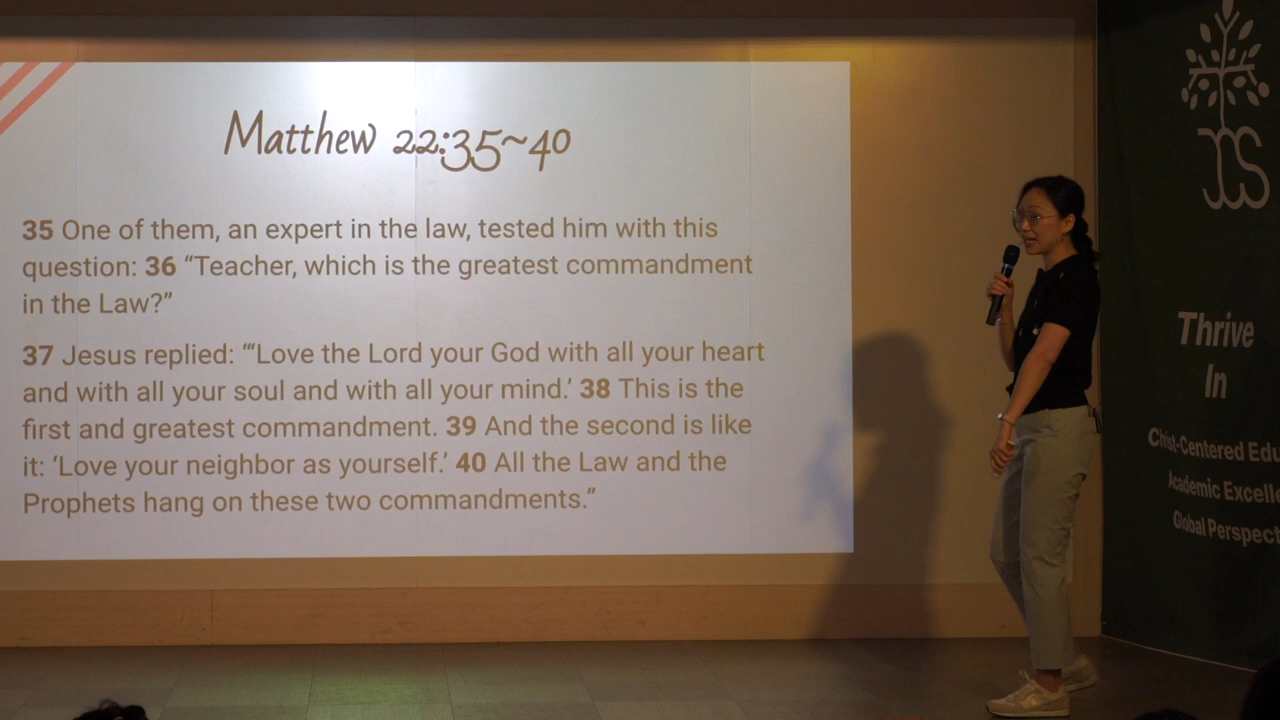 Matthew 22:35~40
35 One of them, an expert in the law, tested him with this
question: 36 “Teacher, which is the greatest commandment
in the Law?”
37 Jesus replied: “‘Love the Lord your God with all your heart
and with all your soul and with all your mind.’ 38 This is the
first and greatest commandment. 39 And the second is like
it: ‘Love your neighbor as yourself.’ 40 All the Law and the
Prophets hang on these two commandments.”
Thrive
In
Christ-Centered
Academic
Global